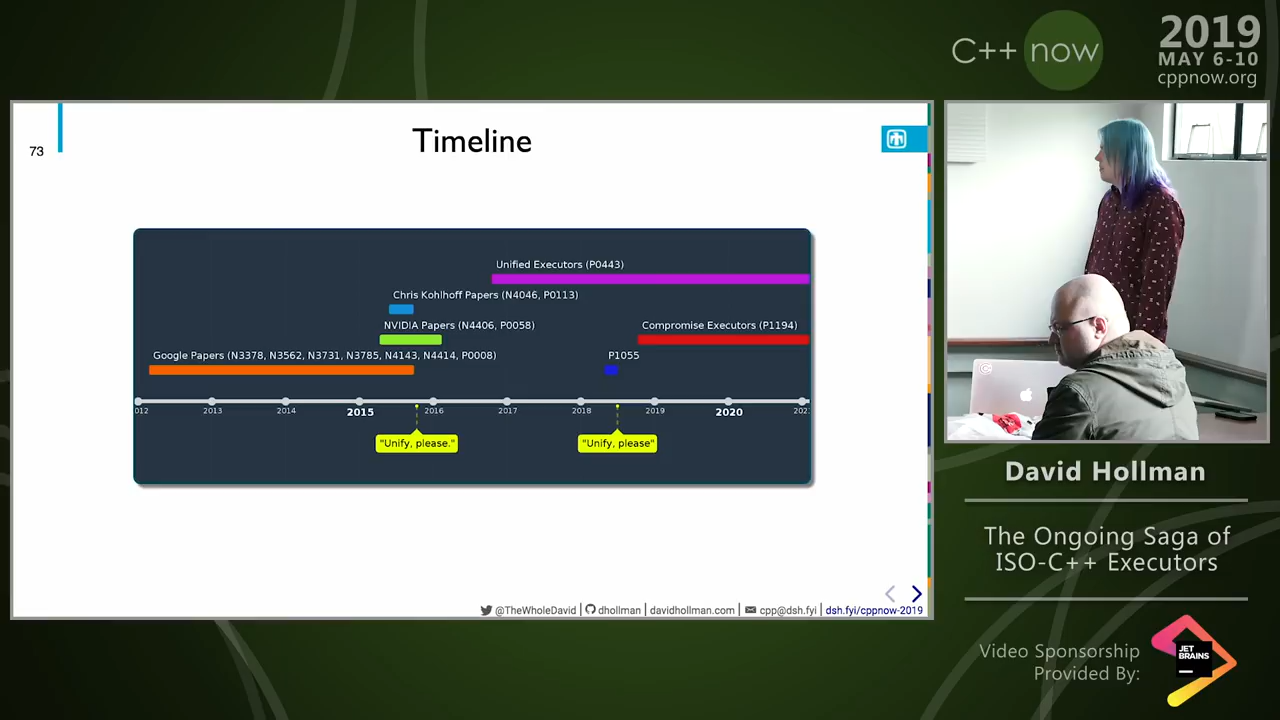 C++ now
2019
MAY 6-10
cppnow.org
73
Timeline
Unified Executors (P0443)
Chris Kohlhoff Papers (N4046, P0113)
NVIDIA Papers (N4406, P0058)
Compromise Executors (P1194)
Google Papers (N3378, N3562, N3731, N3785, N4143, N4414, P0008)
P1055
012 2013 2014 2015 2016 2017 2018 2019 2020 202
"Unify, please."
"Unify, please"
@TheWholeDavid | dhollman | davidhollman.com | cpp@dsh.fyi | dsh.fyi/cppnow-2019
David Hollman
The Ongoing Saga of
ISO-C++ Executors
Video Sponsorship
Provided By:
JET
BRAINS